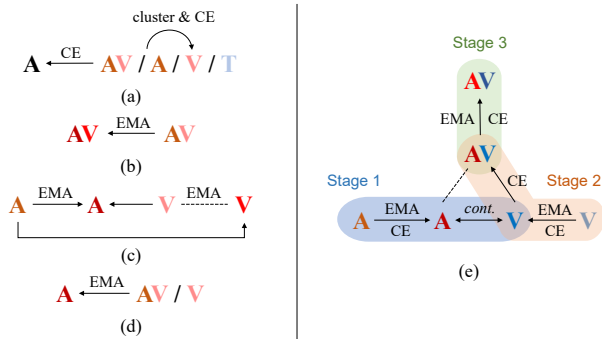 cluster & CE
A CE AV / A / V / T
(a)
AV EMA AV
(b)
A EMA A V EMA V
(c)
A EMA AV / V
(d)
Stage 3
AV
EMA CE
AV
Stage 1
CE
Stage 2
A EMA CE A cont. V EMA CE V
(e)